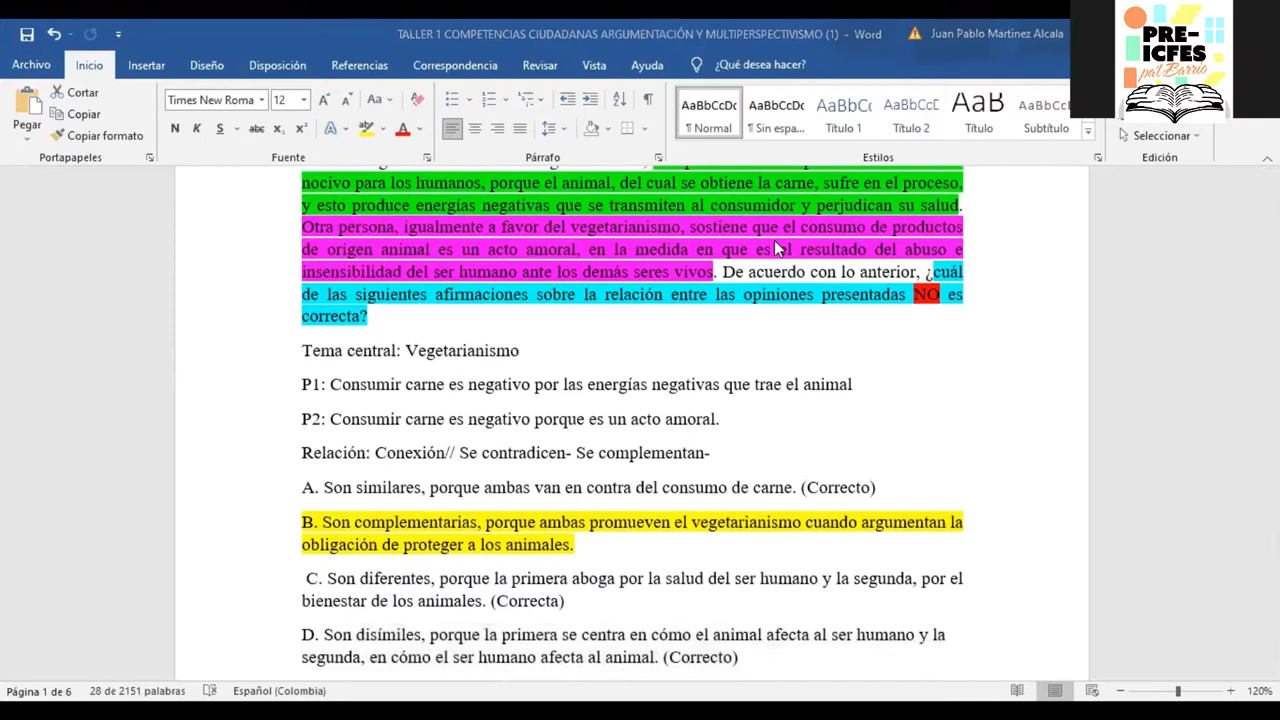 TALLER 1 COMPETENCIAS CIUDADANAS ARGUMENTACIÓN Y MULTIPERSPECTIVISMO (1) - Word
Juan Pablo Martinez Alcala
PRE-
ICFES
pal Barrio
Archivo Inicio Insertar Diseño Disposición Referencias Correspondencia Revisar Vista Ayuda ¿Qué desea hacer?
Pegar
Cortar
Copiar
Copiar formato
Times New Roma 12
Aa
N K S abc x₂ x²
AaBbCcDc AaBbCcDc AaBbCcI AaBbCcD AaB AaBbCcD
¶ Normal ¶ Sin espa... Título 1 Título 2 Título Subtítulo
Seleccionar
Portapapeles Fuente Párrafo Estilos Edición
nocivo para los humanos, porque el animal, del cual se obtiene la carne, sufre en el proceso,
y esto produce energías negativas que se transmiten al consumidor y perjudican su salud.
Otra persona, igualmente a favor del vegetarianismo, sostiene que el consumo de productos
de origen animal es un acto amoral, en la medida en que es el resultado del abuso e
insensibilidad del ser humano ante los demás seres vivos. De acuerdo con lo anterior, ¿cuál
de las siguientes afirmaciones sobre la relación entre las opiniones presentadas NO es
correcta?
Tema central: Vegetarianismo
P1: Consumir carne es negativo por las energías negativas que trae el animal
P2: Consumir carne es negativo porque es un acto amoral.
Relación: Conexión// Se contradicen- Se complementan-
A. Son similares, porque ambas van en contra del consumo de carne. (Correcto)
B. Son complementarias, porque ambas promueven el vegetarianismo cuando argumentan la
obligación de proteger a los animales.
C. Son diferentes, porque la primera aboga por la salud del ser humano y la segunda, por el
bienestar de los animales. (Correcta)
D. Son disímiles, porque la primera se centra en cómo el animal afecta al ser humano y la
segunda, en cómo el ser humano afecta al animal. (Correcto)
Página 1 de 6 28 de 2151 palabras Español (Colombia) 120%